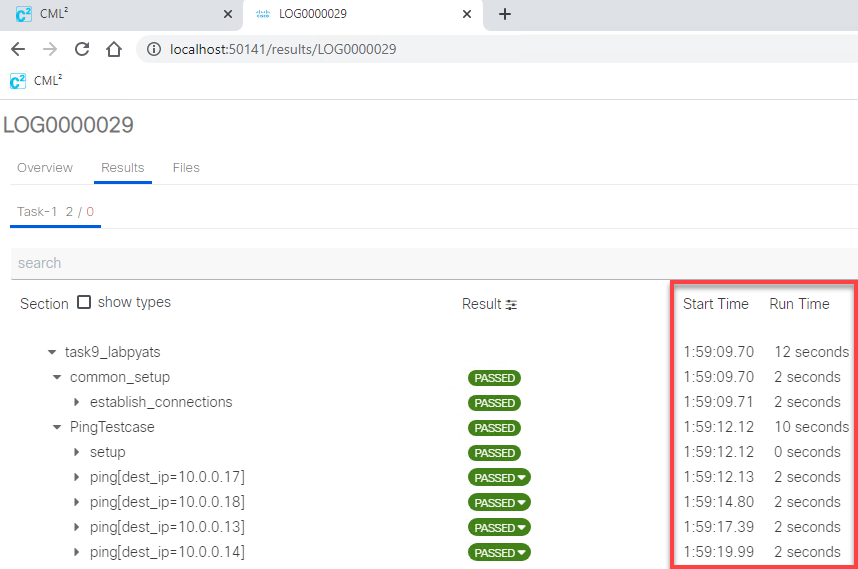 CML²
LOG0000029
localhost:50141/results/LOG0000029
CML²
LOG0000029
Overview Results Files
Task-1 2 / 0
search
Section show types Result Start Time Run Time
task9_labpyats 1:59:09.70 12 seconds
common_setup PASSED 1:59:09.70 2 seconds
establish_connections PASSED 1:59:09.71 2 seconds
PingTestcase PASSED 1:59:12.12 10 seconds
setup PASSED 1:59:12.12 0 seconds
ping[dest_ip=10.0.0.17] PASSED 1:59:12.13 2 seconds
ping[dest_ip=10.0.0.18] PASSED 1:59:14.80 2 seconds
ping[dest_ip=10.0.0.13] PASSED 1:59:17.39 2 seconds
ping[dest_ip=10.0.0.14] PASSED 1:59:19.99 2 seconds